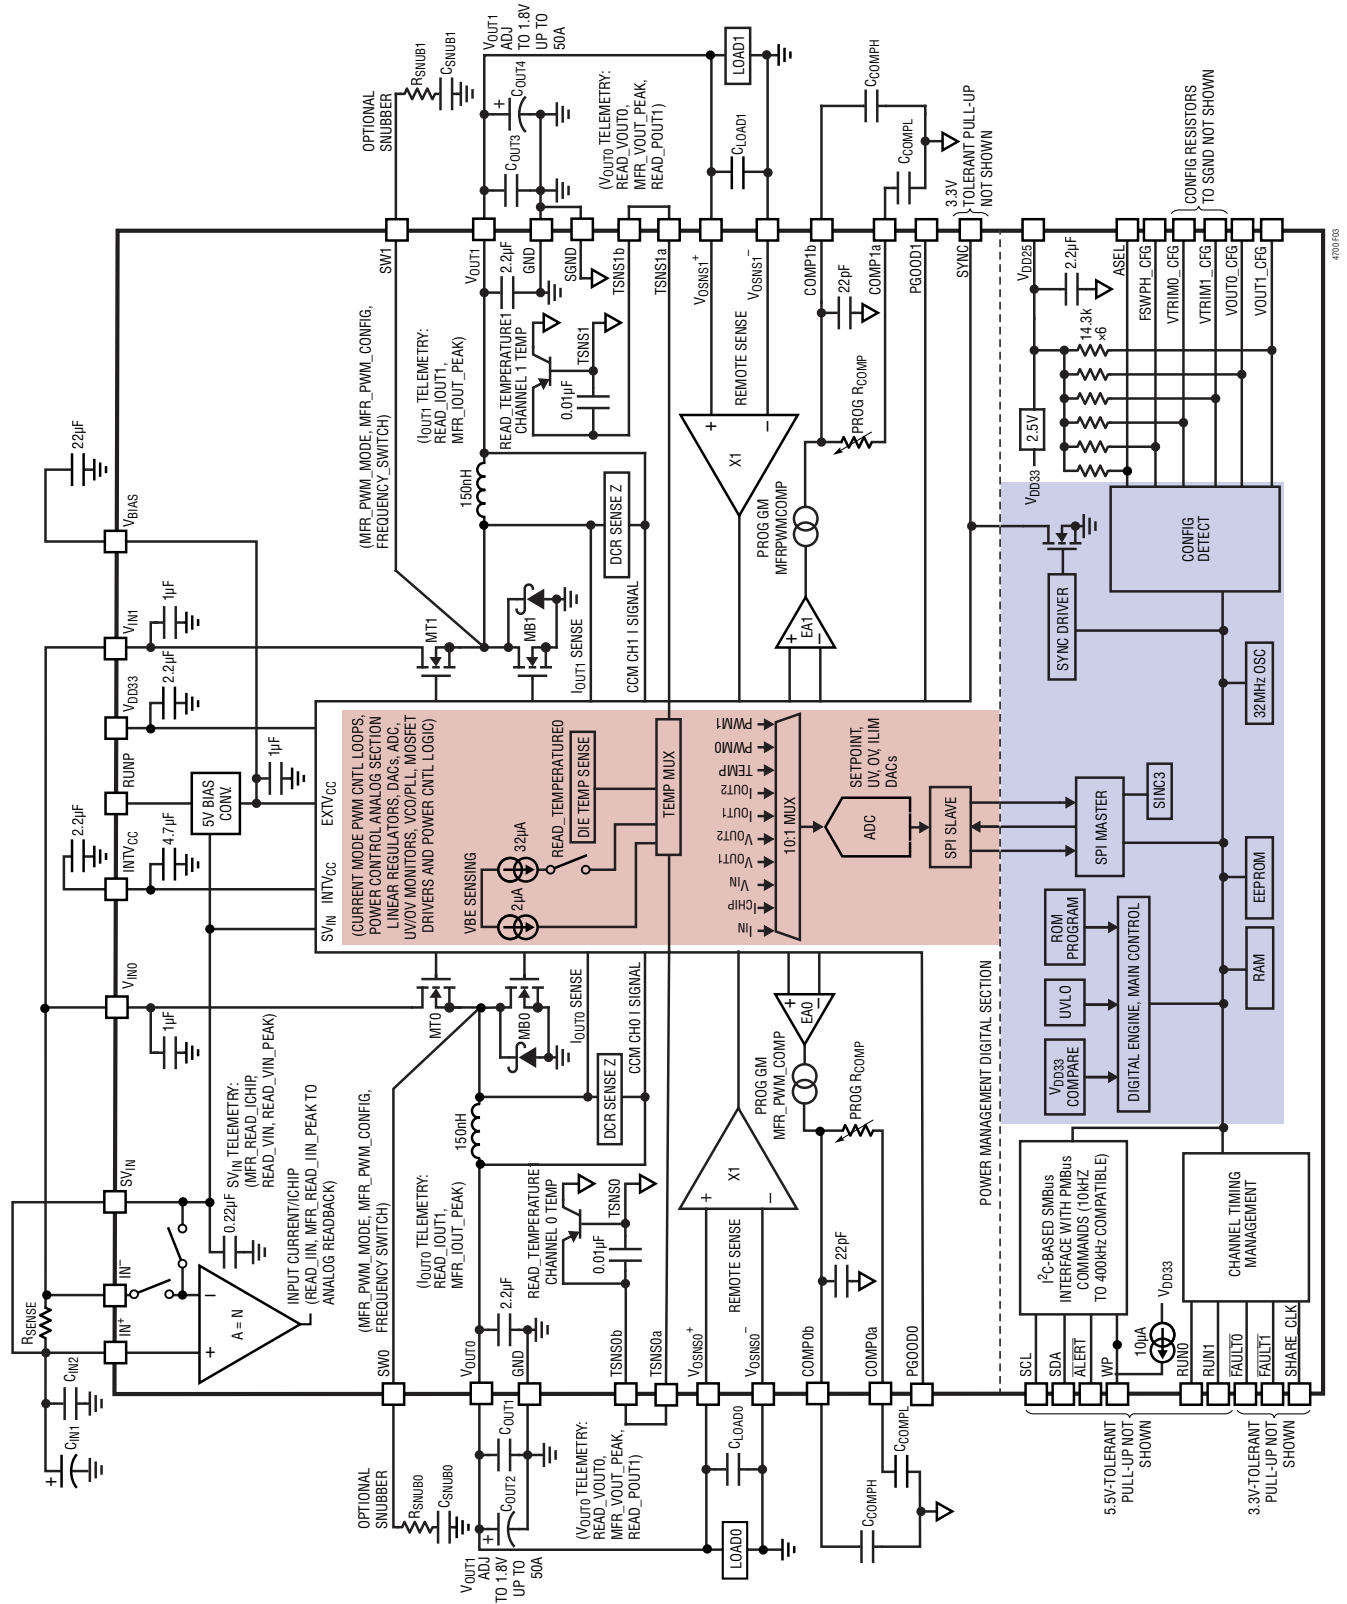 CIN1
+
CIN2
RSENSE
IN+
IN–
SVIN
+
–
A = N
INPUT CURRENT/ICHIP
(READ_IIN, MFR_READ_IIN_PEAK TO
ANALOG READBACK)
0.22µF
SVIN TELEMETRY:
(MFR_READ_ICHIP,
READ_VIN, READ_VIN_PEAK)
VIN0
1µF
INTVCC
2.2µF
4.7µF
RUNP
5V BIAS
CONV.
VDD33
2.2µF
1µF
VIN1
1µF
VBIAS
22µF
SVIN
INTVCC
EXTVCC
OPTIONAL
SNUBBER
RSNUB0
CSNUB0
SW0
(MFR_PWM_MODE, MFR_PWM_CONFIG,
FREQUENCY SWITCH)
MT0
MB0
(CURRENT MODE PWM CNTL LOOPS,
POWER CONTROL ANALOG SECTION
LINEAR REGULATORS, DACs, ADC,
UV/OV MONITORS, VCO/PLL, MOSFET
DRIVERS AND POWER CNTL LOGIC)
MT1
MB1
(MFR_PWM_MODE, MFR_PWM_CONFIG,
FREQUENCY_SWITCH)
SW1
OPTIONAL
SNUBBER
RSNUB1
CSNUB1
VOUT1
ADJ
TO 1.8V
UP TO
50A
COUT2
+
COUT1
VOUT0
GND
2.2µF
(IOUT0 TELEMETRY:
READ_IOUT1,
MFR_IOUT_PEAK)
150nH
DCR SENSE Z
IOUT0 SENSE
CCM CH0 I SIGNAL
VBE SENSING
2µA
32µA
READ_TEMPERATURE0
DIE TEMP SENSE
TEMP MUX
IOUT1 SENSE
CCM CH1 I SIGNAL
DCR SENSE Z
150nH
(IOUT1 TELEMETRY:
READ_IOUT1,
MFR_IOUT_PEAK)
VOUT1
2.2µF
GND
SGND
COUT3
COUT4
+
VOUT1
ADJ
TO 1.8V
UP TO
50A
(VOUT0 TELEMETRY:
READ_VOUT0,
MFR_VOUT_PEAK,
READ_POUT1)
READ_TEMPERATURE1
CHANNEL 0 TEMP
TSNS0
0.01µF
TSNS0b
TSNS0a
READ_TEMPERATURE1
CHANNEL 1 TEMP
TSNS1
0.01µF
TSNS1b
TSNS1a
(VOUT0 TELEMETRY:
READ_VOUT0,
MFR_VOUT_PEAK,
READ_POUT1)
LOAD0
CLOAD0
VOSNS0+
VOSNS0–
+
–
X1
REMOTE SENSE
IIN
ICHIP
VIN
VOUT1
VOUT2
IOUT1
IOUT2
TEMP
PWM0
PWM1
10:1 MUX
ADC
SETPOINT,
UV, OV, ILIM
DACs
SPI SLAVE
+
–
X1
REMOTE SENSE
VOSNS1+
VOSNS1–
CLOAD1
LOAD1
CCOMPH
CCOMPL
COMP0b
COMP0a
22pF
PROG RCOMP
PROG GM
MFR_PWM_COMP
EA0
+
–
PGOOD0
EA1
+
–
PROG GM
MFRPWMCOMP
PROG RCOMP
22pF
COMP1b
COMP1a
CCOMPH
CCOMPL
PGOOD1
SYNC
3.3V
TOLERANT PULL-UP
NOT SHOWN
POWER MANAGEMENT DIGITAL SECTION
SCL
SDA
ALERT
WP
I2C-BASED SMBus
INTERFACE WITH PMBus
COMMANDS (10kHZ
TO 400kHz COMPATIBLE)
10µA
VDD33
5.5V-TOLERANT
PULL-UP NOT
SHOWN
RUN0
RUN1
FAULT0
FAULT1
SHARE_CLK
CHANNEL TIMING
MANAGEMENT
3.3V-TOLERANT
PULL-UP NOT
SHOWN
VDD33
COMPARE
UVLO
ROM
PROGRAM
DIGITAL ENGINE, MAIN CONTROL
RAM
EEPROM
SPI MASTER
SINC3
32MHz OSC
SYNC DRIVER
CONFIG
DETECT
VDD33
2.5V
14.3k
×6
2.2µF
VDD25
ASEL
FSWPH_CFG
VTRIM0_CFG
VTRIM1_CFG
VOUT0_CFG
VOUT1_CFG
CONFIG RESISTORS
TO SGND NOT SHOWN
4700 F03